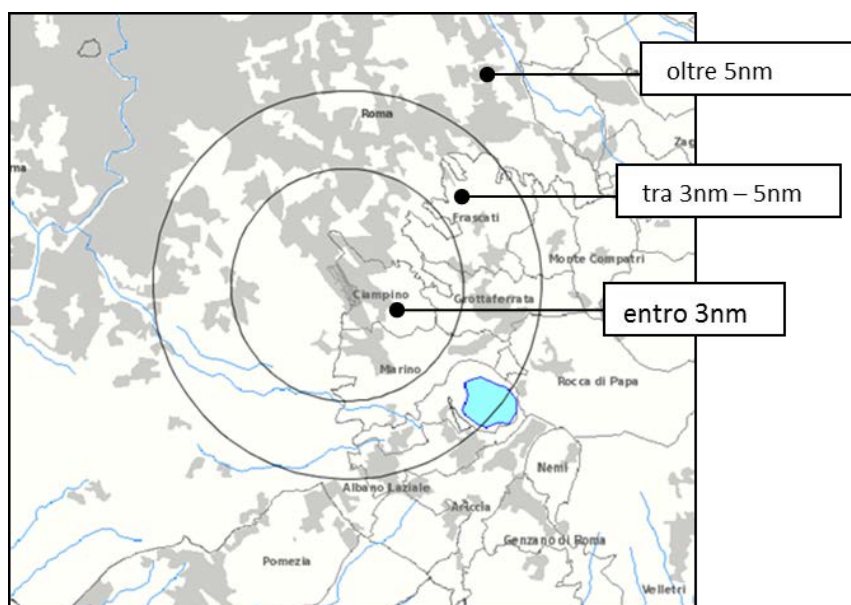 oltre 5nm
Roma
Zag
tra 3nm – 5nm
Frascati
Monte Compatri
Ciampino
Grottaferrata
entro 3nm
Marino
Rocca di Papa
Nemi
Albano Laziale
Ariccia
Genzano di Roma
Pomezia
Velletri